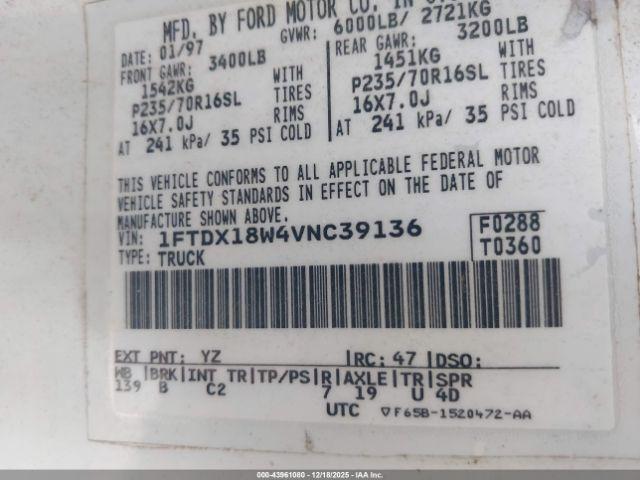 MFD. BY FORD MOTOR CO. IN
DATE: 01/97 GVWR: 6000LB/ 2721KG
FRONT GAWR: 3400LB REAR GAWR: 3200LB
1542KG WITH 1451KG WITH
P235/70R16SL TIRES P235/70R16SL TIRES
16X7.0J RIMS 16X7.0J RIMS
AT 241 kPa/ 35 PSI COLD AT 241 kPa/ 35 PSI COLD
THIS VEHICLE CONFORMS TO ALL APPLICABLE FEDERAL MOTOR
VEHICLE SAFETY STANDARDS IN EFFECT ON THE DATE OF
MANUFACTURE SHOWN ABOVE.
VIN: 1FTDX18W4VNC39136 F0288
TYPE: TRUCK T0360
EXT PNT: YZ RC: 47 DSO:
WB BRK INT TR TP/PS R AXLE TR SPR
139 B C2 7 19 U 4D
UTC ▽F65B-1520472-AA
000-43961080 - 12/18/2025 - IAA Inc.